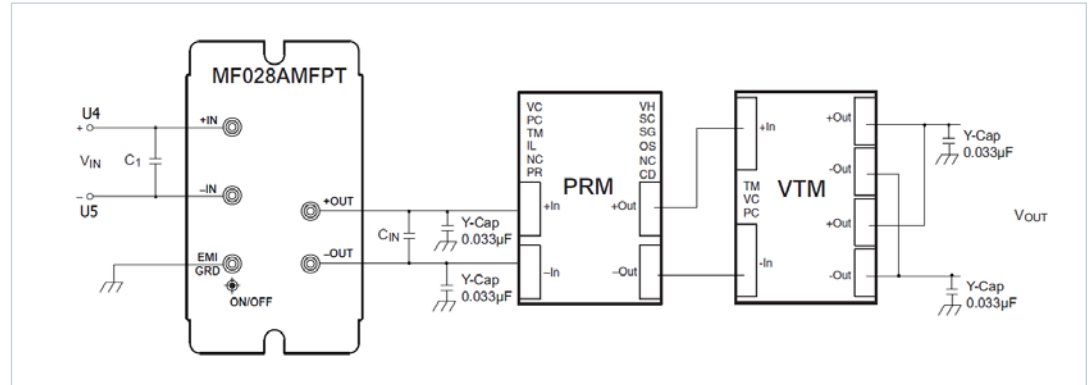 MF028AMFPT
U4
+
+IN
VIN
C1
–
–IN
U5
+OUT
–OUT
EMI
GRD
ON/OFF
CIN
Y-Cap
0.033µF
Y-Cap
0.033µF
VC
PC
TM
IL
NC
PR
VH
SC
SG
OS
NC
CD
PRM
+In
+Out
–In
–Out
+In
TM
VC
PC
-In
VTM
+Out
-Out
+Out
-Out
Y-Cap
0.033µF
VOUT
Y-Cap
0.033µF